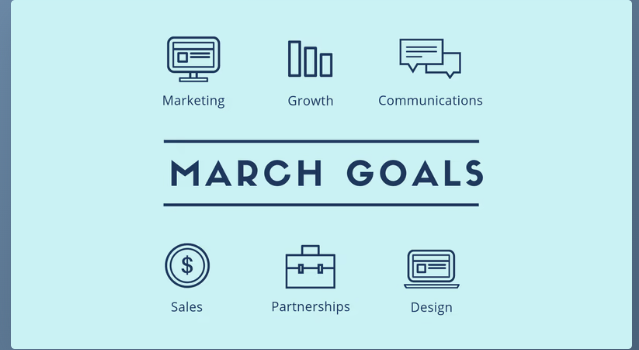 Marketing
Growth
Communications
MARCH GOALS
$
Sales
Partnerships
Design